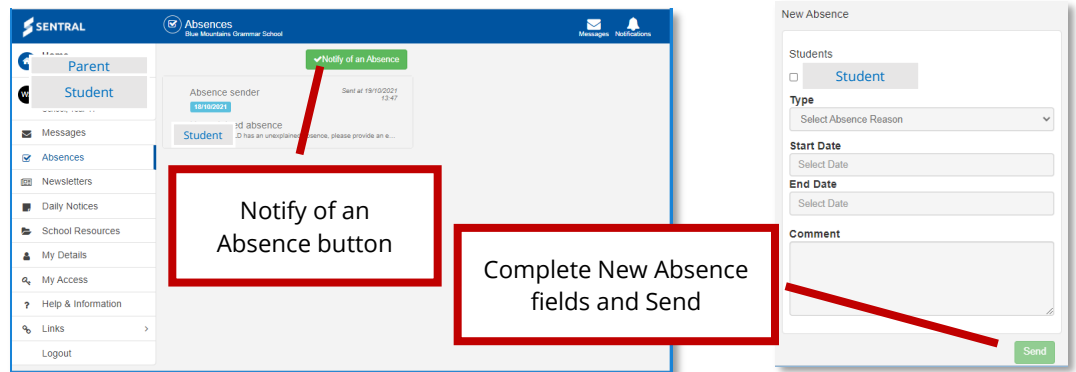 SENTRAL
Absences
Blue Mountains Grammar School
Messages Notifications
Home
Parent
Student
Messages
Absences
Newsletters
Daily Notices
School Resources
My Details
My Access
Help & Information
Links
Logout
Notify of an Absence
Absence sender
Sent at 19/10/2021
13:47
18/10/2021
ed absence
Student
D has an unexplained absence, please provide an e...
Notify of an
Absence button
Complete New Absence
fields and Send
New Absence
Students
Student
Type
Select Absence Reason
Start Date
Select Date
End Date
Select Date
Comment
Send